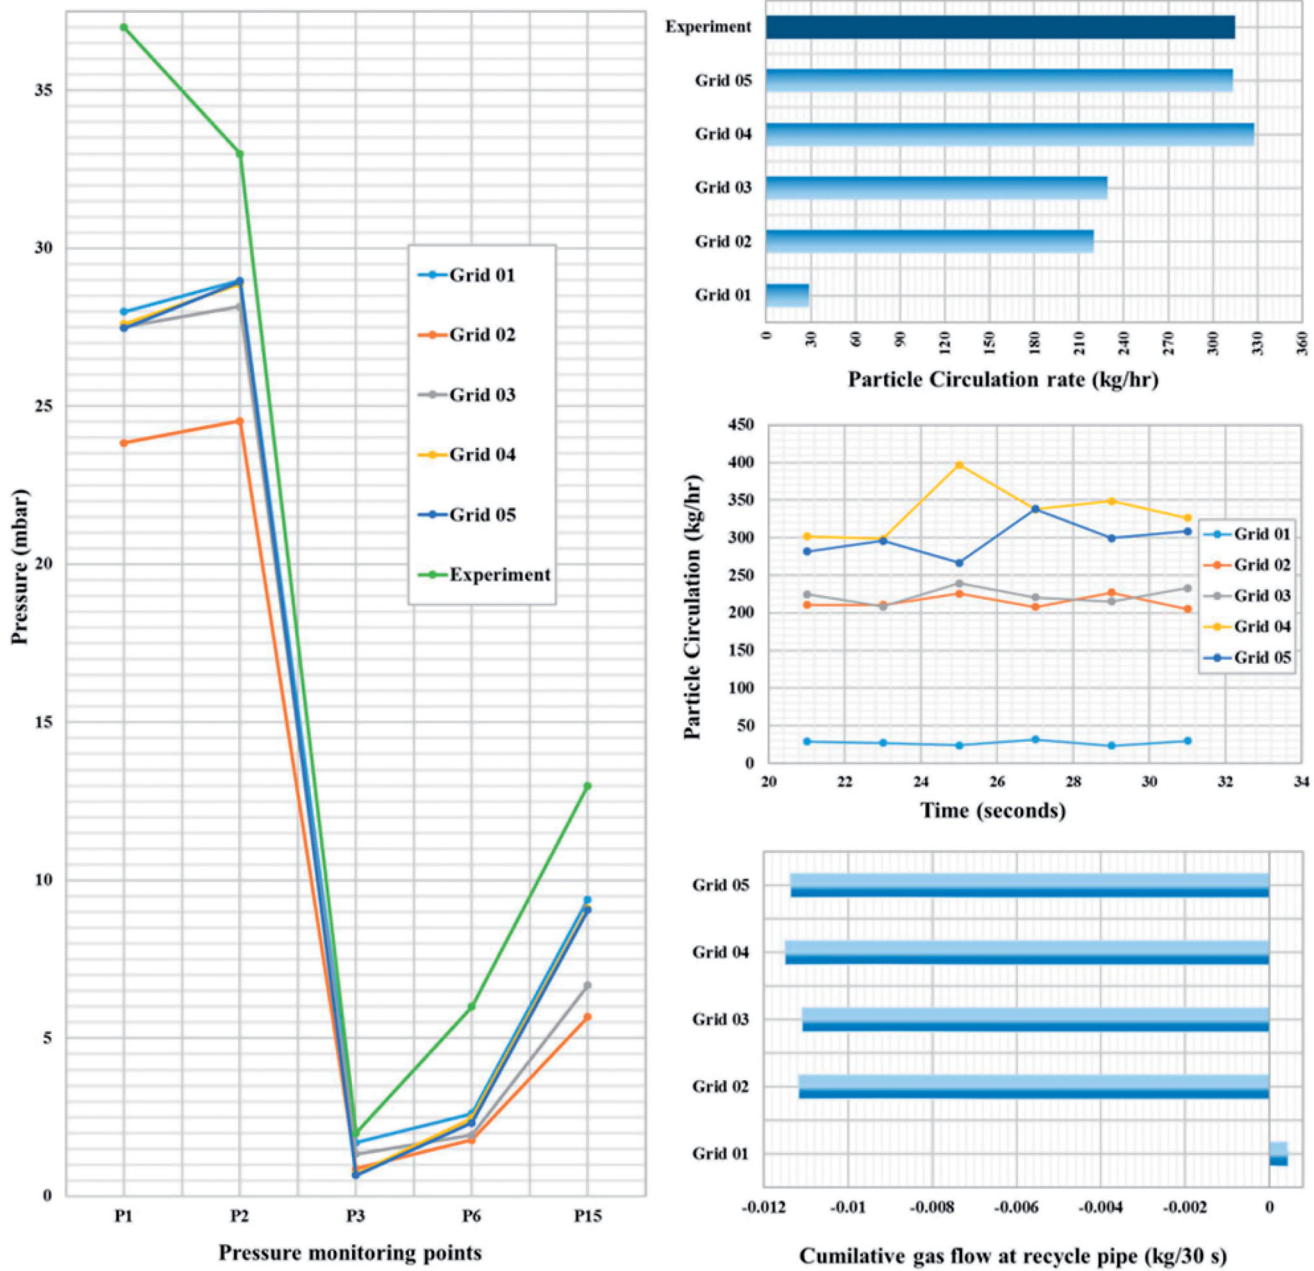 35
30
25
20
15
10
5
0
Pressure (mbar)
P1 P2 P3 P6 P15
Pressure monitoring points
Grid 01
Grid 02
Grid 03
Grid 04
Grid 05
Experiment
Experiment
Grid 05
Grid 04
Grid 03
Grid 02
Grid 01
0 30 60 90 120 150 180 210 240 270 300 330 360
Particle Circulation rate (kg/hr)
450
400
350
300
250
200
150
100
50
0
Particle Circulation (kg/hr)
20 22 24 26 28 30 32 34
Time (seconds)
Grid 01
Grid 02
Grid 03
Grid 04
Grid 05
Grid 05
Grid 04
Grid 03
Grid 02
Grid 01
-0.012 -0.01 -0.008 -0.006 -0.004 -0.002 0
Cumilative gas flow at recycle pipe (kg/30 s)